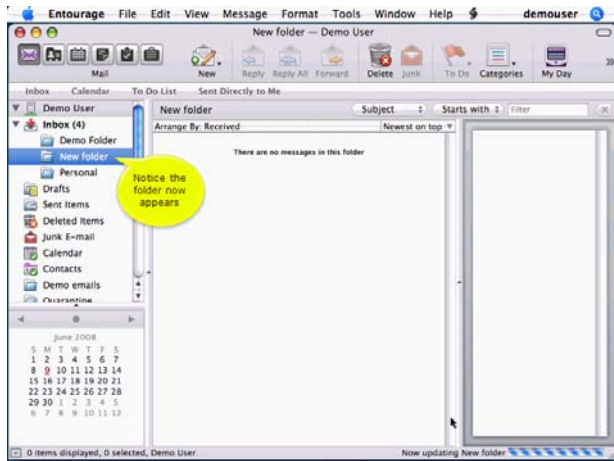 Entourage File Edit View Message Format Tools Window Help demouser
New folder — Demo User
Mail New Reply Reply All Forward Delete Junk To Do Categories My Day
Inbox Calendar To Do List Sent Directly to Me
Demo User
New folder Subject Starts with Filter
Inbox (4)
Arrange By: Received Newest on top
Demo Folder
There are no messages in this folder
New folder
Personal
Notice the
folder now
appears
Drafts
Sent Items
Deleted Items
Junk E-mail
Calendar
Contacts
Demo emails
Quarantine
June 2008
S M T W T F S
1 2 3 4 5 6 7
8 9 10 11 12 13 14
15 16 17 18 19 20 21
22 23 24 25 26 27 28
29 30 1 2 3 4 5
6 7 8 9 10 11 12
0 items displayed, 0 selected, Demo User Now updating New folder